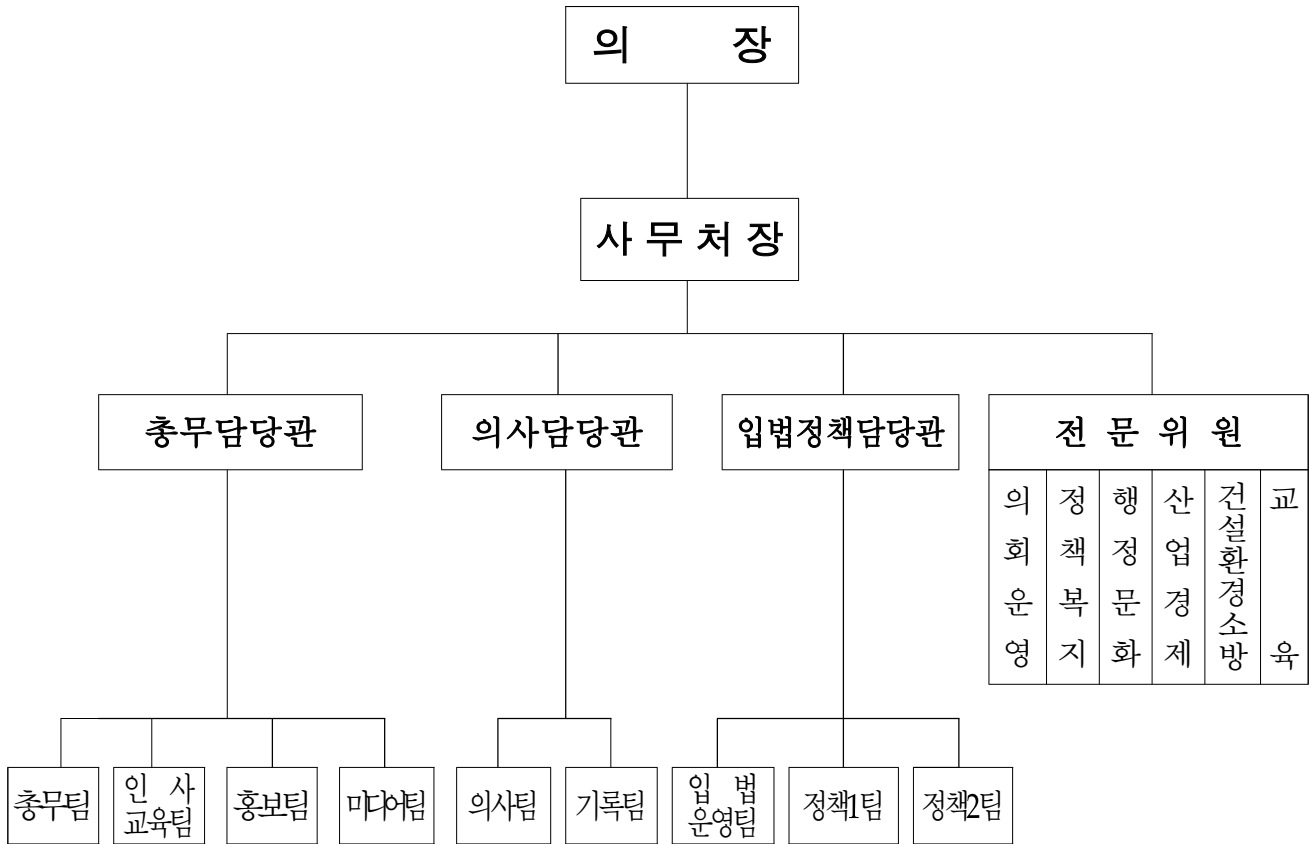 의 장
사 무 처 장
총무담당관
의사담당관
입법정책담당관
전 문 위 원
의회운영
정책복지
행정문화
산업경제
건설환경소방
교육
총무팀
인 사
교육팀
홍보팀
미디어팀
의사팀
기록팀
입 법
운영팀
정책1팀
정책2팀